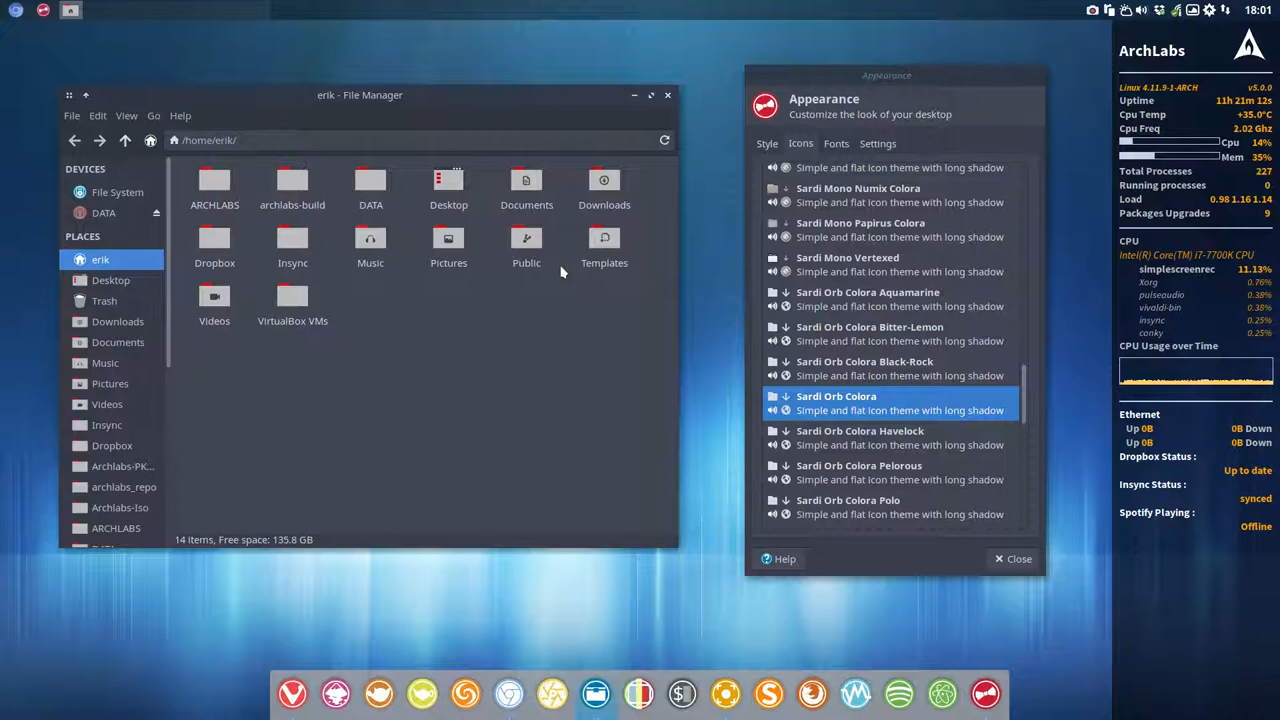 18:01
erik - File Manager
File Edit View Go Help
/home/erik/
DEVICES
File System
DATA
PLACES
erik
Desktop
Trash
Downloads
Documents
Music
Pictures
Videos
Insync
Dropbox
Archlabs-PK...
archlabs_repo
Archlabs-Iso
ARCHLABS
ARCHLABS archlabs-build DATA Desktop Documents Downloads
Dropbox Insync Music Pictures Public Templates
Videos VirtualBox VMs
14 items, Free space: 135.8 GB
Appearance
Appearance
Customize the look of your desktop
Style Icons Fonts Settings
Simple and flat icon theme with long shadow
Sardi Mono Numix Colora
Simple and flat icon theme with long shadow
Sardi Mono Papirus Colora
Simple and flat icon theme with long shadow
Sardi Mono Vertexed
Simple and flat icon theme with long shadow
Sardi Orb Colora Aquamarine
Simple and flat icon theme with long shadow
Sardi Orb Colora Bitter-Lemon
Simple and flat icon theme with long shadow
Sardi Orb Colora Black-Rock
Simple and flat icon theme with long shadow
Sardi Orb Colora
Simple and flat icon theme with long shadow
Sardi Orb Colora Havelock
Simple and flat icon theme with long shadow
Sardi Orb Colora Pelorous
Simple and flat icon theme with long shadow
Sardi Orb Colora Polo
Simple and flat icon theme with long shadow
Help Close
ArchLabs
Linux 4.11.9-1-ARCH v5.0.0
Uptime 11h 21m 12s
Cpu Temp +35.0°C
Cpu Freq 2.02 Ghz
Cpu 14%
Mem 35%
Total Processes 227
Running processes 0
Load 0.98 1.16 1.14
Packages Upgrades 9
CPU
Intel(R) Core(TM) i7-7700K CPU
simplescreenrec 11.13%
Xorg 0.76%
pulseaudio 0.38%
vivaldi-bin 0.38%
insync 0.25%
conky 0.25%
CPU Usage over Time
Ethernet
Up 0B 0B Down
Up 0B 0B Down
Dropbox Status :
Up to date
Insync Status :
synced
Spotify Playing :
Offline